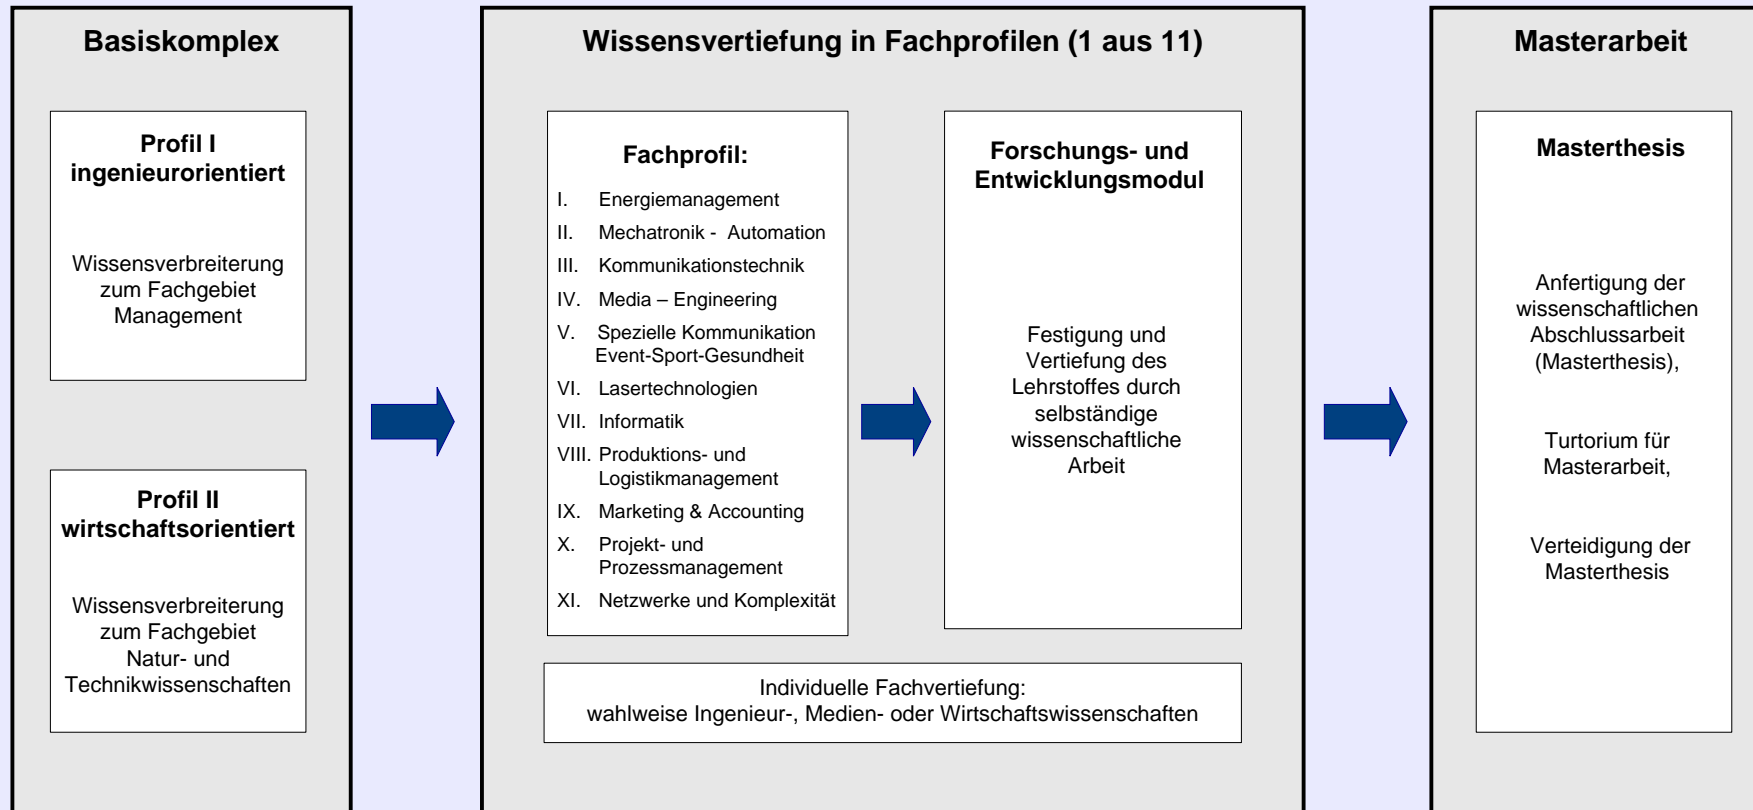 Basiskomplex
Profil I
ingenieurorientiert
Wissensverbreiterung
zum Fachgebiet
Management
Profil II
wirtschaftsorientiert
Wissensverbreiterung
zum Fachgebiet
Natur- und
Technikwissenschaften
Wissensvertiefung in Fachprofilen (1 aus 11)
Fachprofil:
I. Energiemanagement
II. Mechatronik - Automation
III. Kommunikationstechnik
IV. Media – Engineering
V. Spezielle Kommunikation
Event-Sport-Gesundheit
VI. Lasertechnologien
VII. Informatik
VIII. Produktions- und
Logistikmanagement
IX. Marketing & Accounting
X. Projekt- und
Prozessmanagement
XI. Netzwerke und Komplexität
Forschungs- und
Entwicklungsmodul
Festigung und
Vertiefung des
Lehrstoffes durch
selbständige
wissenschaftliche
Arbeit
Individuelle Fachvertiefung:
wahlweise Ingenieur-, Medien- oder Wirtschaftswissenschaften
Masterarbeit
Masterthesis
Anfertigung der
wissenschaftlichen
Abschlussarbeit
(Masterthesis),
Turtorium für
Masterarbeit,
Verteidigung der
Masterthesis